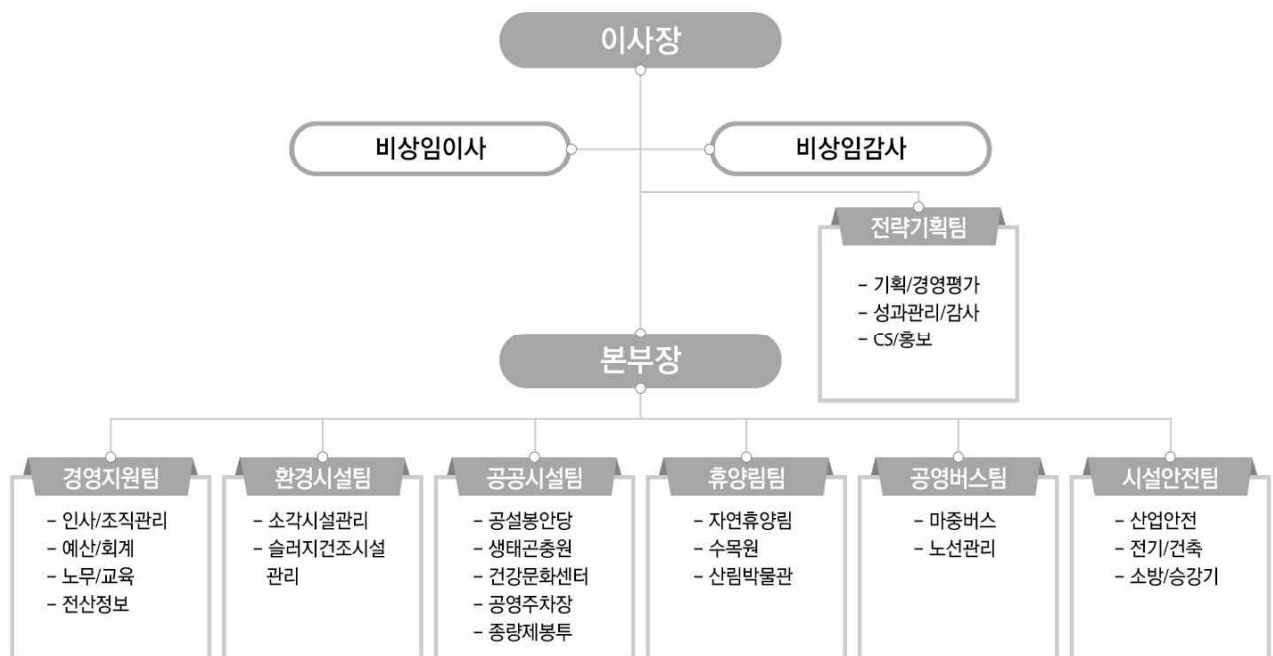 이사장
비상임이사
비상임감사
전략기획팀
- 기획/경영평가
- 성과관리/감사
- CS/홍보
본부장
경영지원팀
- 인사/조직관리
- 예산/회계
- 노무/교육
- 전산정보
환경시설팀
- 소각시설관리
- 슬러지건조시설
관리
공공시설팀
- 공설봉안당
- 생태곤충원
- 건강문화센터
- 공영주차장
- 종량제봉투
휴양림팀
- 자연휴양림
- 수목원
- 산림박물관
공영버스팀
- 마중버스
- 노선관리
시설안전팀
- 산업안전
- 전기/건축
- 소방/승강기